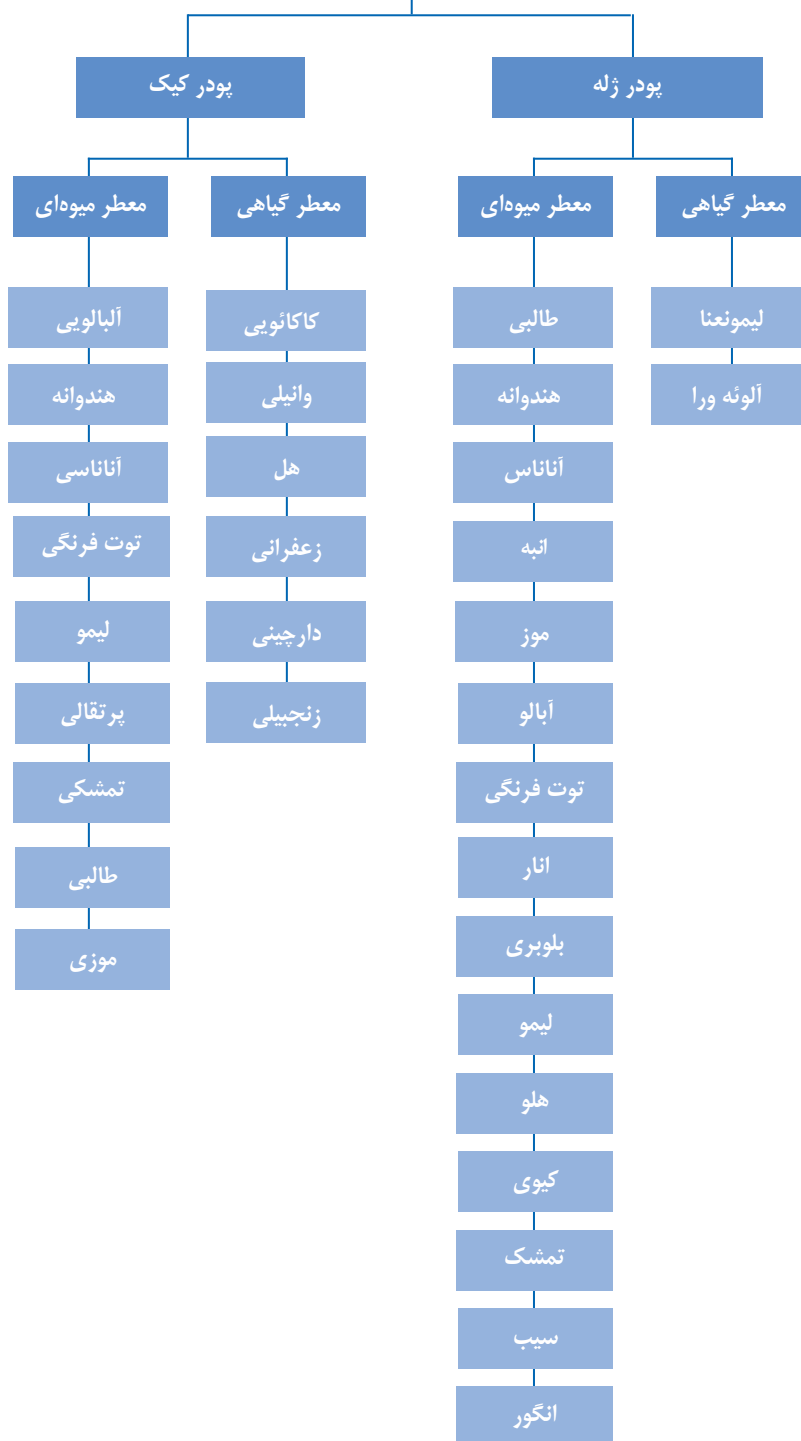 پودر ژله
پودر کیک
معطر گیاهی
معطر میوه‌ای
معطر گیاهی
معطر میوه‌ای
لیمونعنا
آلوئه ورا
طالبی
هندوانه
آناناس
انبه
موز
آبالو
توت فرنگی
انار
بلوبری
لیمو
هلو
کیوی
تمشک
سیب
انگور
کاکائویی
وانیلی
هل
زعفرانی
دارچینی
زنجبیلی
آلبالویی
هندوانه
آناناسی
توت فرنگی
لیمو
پرتقالی
تمشکی
طالبی
موزی